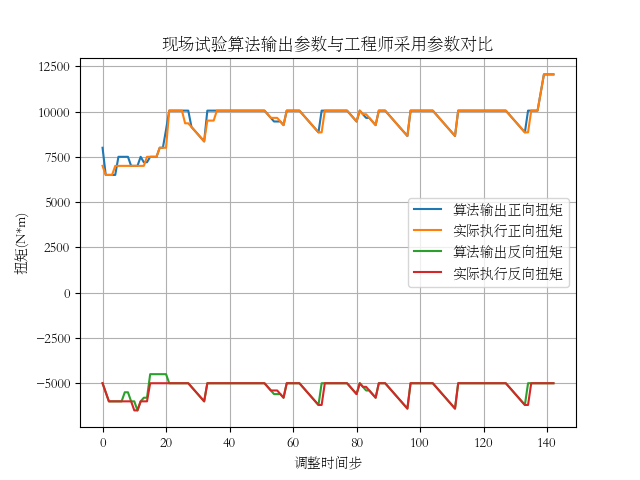 现场试验算法输出参数与工程师采用参数对比
扭矩(N*m)
12500
10000
7500
5000
2500
0
−2500
−5000
算法输出正向扭矩
实际执行正向扭矩
算法输出反向扭矩
实际执行反向扭矩
0 20 40 60 80 100 120 140
调整时间步